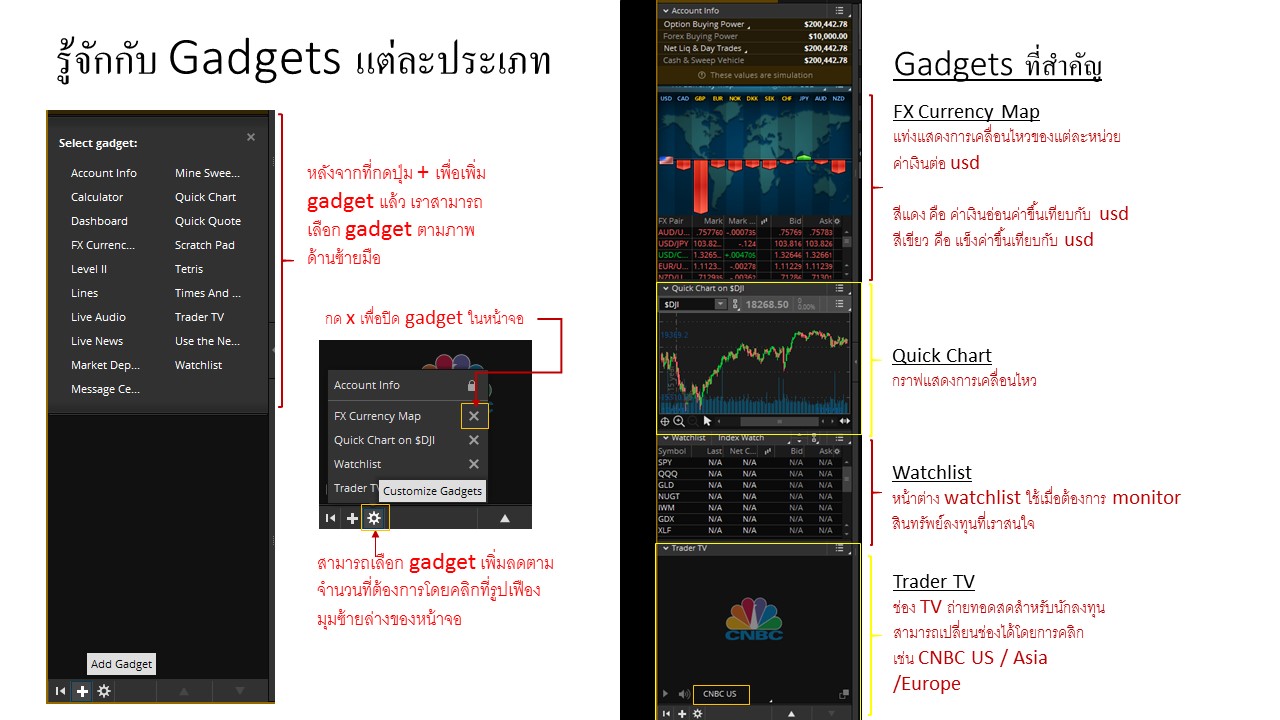 รู้จักกับ Gadgets แต่ละประเภท
Select gadget:
Account Info
Mine Swee...
Calculator
Quick Chart
Dashboard
Quick Quote
FX Currenc...
Scratch Pad
Level II
Tetris
Lines
Times And ...
Live Audio
Trader TV
Live News
Use the Ne...
Market Dep...
Watchlist
Message Ce...
Add Gadget
หลังจากที่กดปุ่ม + เพื่อเพิ่ม
gadget แล้ว เราสามารถ
เลือก gadget ตามภาพ
ด้านซ้ายมือ
กด x เพื่อปิด gadget ในหน้าจอ
Account Info
FX Currency Map
Quick Chart on $DJI
Watchlist
Trader TV
Customize Gadgets
สามารถเลือก gadget เพิ่มลดตาม
จำนวนที่ต้องการโดยคลิกที่รูปเฟือง
มุมซ้ายล่างของหน้าจอ
Account Info
Option Buying Power $200,442.78
Forex Buying Power $10,000.00
Net Liq & Day Trades $200,442.78
Cash & Sweep Vehicle $200,442.78
These values are simulation
USD CAD GBP EUR NOK DKK SEK CHF JPY AUD NZD
FX Pair Mark Mark ... Bid Ask
AUD/U... .757760 -.000735 .75769 .75783
USD/JPY 103.82... -.124 103.816 103.826
USD/C... 1.3265... +.004705 1.32646 1.32661
EUR/U... 1.1123... -.00278 1.11229 1.11239
Quick Chart on $DJI
$DJI 18268.50 0 0.00%
Watchlist Index Watch
Symbol Last Net C... Bid Ask
SPY N/A N/A N/A N/A
QQQ N/A N/A N/A N/A
GLD N/A N/A N/A N/A
NUGT N/A N/A N/A N/A
IWM N/A N/A N/A N/A
GDX N/A N/A N/A N/A
XLF N/A N/A N/A N/A
Trader TV
CNBC
CNBC US
Gadgets ที่สำคัญ
FX Currency Map
แท่งแสดงการเคลื่อนไหวของแต่ละหน่วย
ค่าเงินต่อ usd
สีแดง คือ ค่าเงินอ่อนค่าขึ้นเทียบกับ usd
สีเขียว คือ แข็งค่าขึ้นเทียบกับ usd
Quick Chart
กราฟแสดงการเคลื่อนไหว
Watchlist
หน้าต่าง watchlist ใช้เมื่อต้องการ monitor
สินทรัพย์ลงทุนที่เราสนใจ
Trader TV
ช่อง TV ถ่ายทอดสดสำหรับนักลงทุน
สามารถเปลี่ยนช่องได้โดยการคลิก
เช่น CNBC US / Asia
/Europe